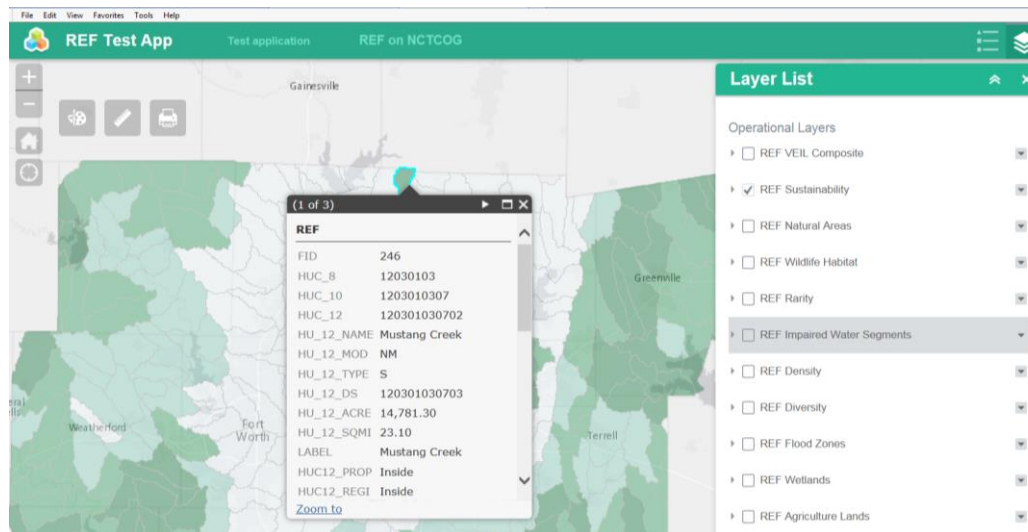 File Edit View Favorites Tools Help
REF Test App Test application REF on NCTCOG
Gainesville
Greenville
Weatherford
Fort
Worth
Terrell
(1 of 3)
REF
FID 246
HUC_8 12030103
HUC_10 1203010307
HUC_12 120301030702
HU_12_NAME Mustang Creek
HU_12_MOD NM
HU_12_TYPE S
HU_12_DS 120301030703
HU_12_ACRE 14,781.30
HU_12_SQMI 23.10
LABEL Mustang Creek
HUC12_PROP Inside
HUC12_REGI Inside
Zoom to
Layer List
Operational Layers
REF VEIL Composite
REF Sustainability
REF Natural Areas
REF Wildlife Habitat
REF Rarity
REF Impaired Water Segments
REF Density
REF Diversity
REF Flood Zones
REF Wetlands
REF Agriculture Lands